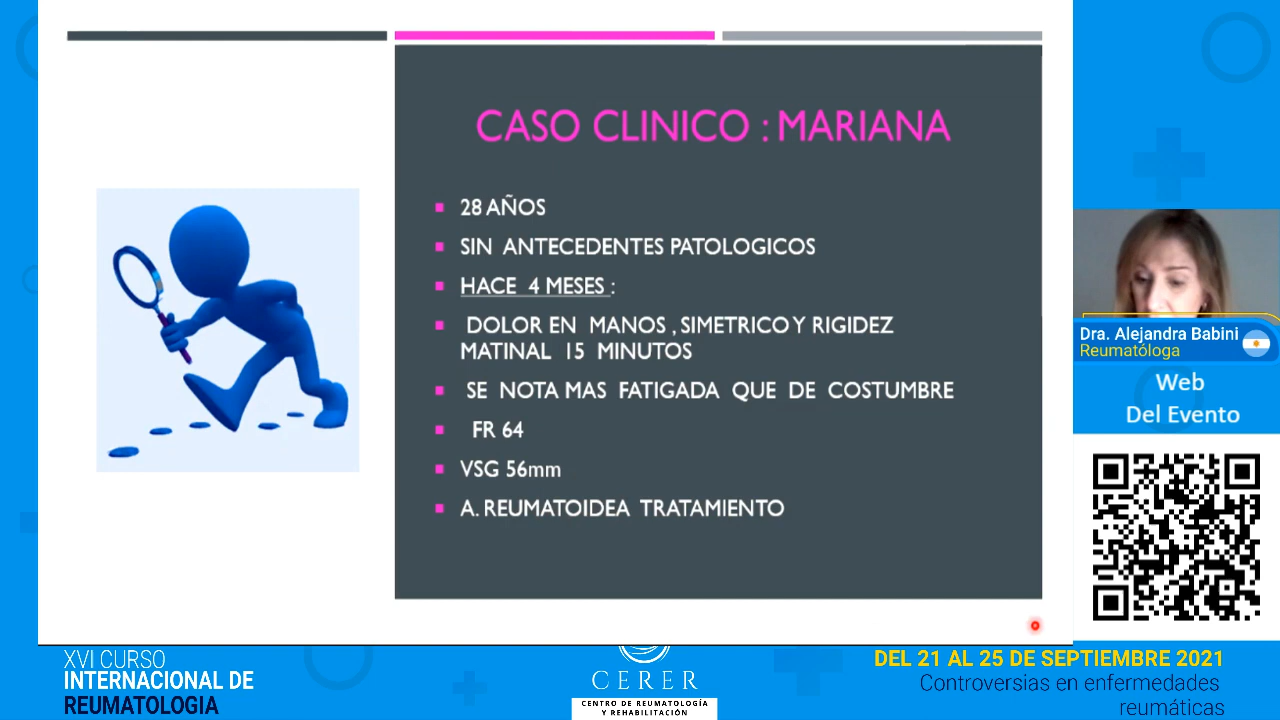 CASO CLINICO : MARIANA
28 AÑOS
SIN ANTECEDENTES PATOLOGICOS
HACE 4 MESES :
DOLOR EN MANOS , SIMETRICO Y RIGIDEZ
MATINAL 15 MINUTOS
SE NOTA MAS FATIGADA QUE DE COSTUMBRE
FR 64
VSG 56mm
A. REUMATOIDEA TRATAMIENTO
Dra. Alejandra Babini
Reumatóloga
Web
Del Evento
XVI CURSO
INTERNACIONAL DE
REUMATOLOGIA
CERER
CENTRO DE REUMATOLOGÍA
Y REHABILITACIÓN
DEL 21 AL 25 DE SEPTIEMBRE 2021
Controversias en enfermedades
reumáticas